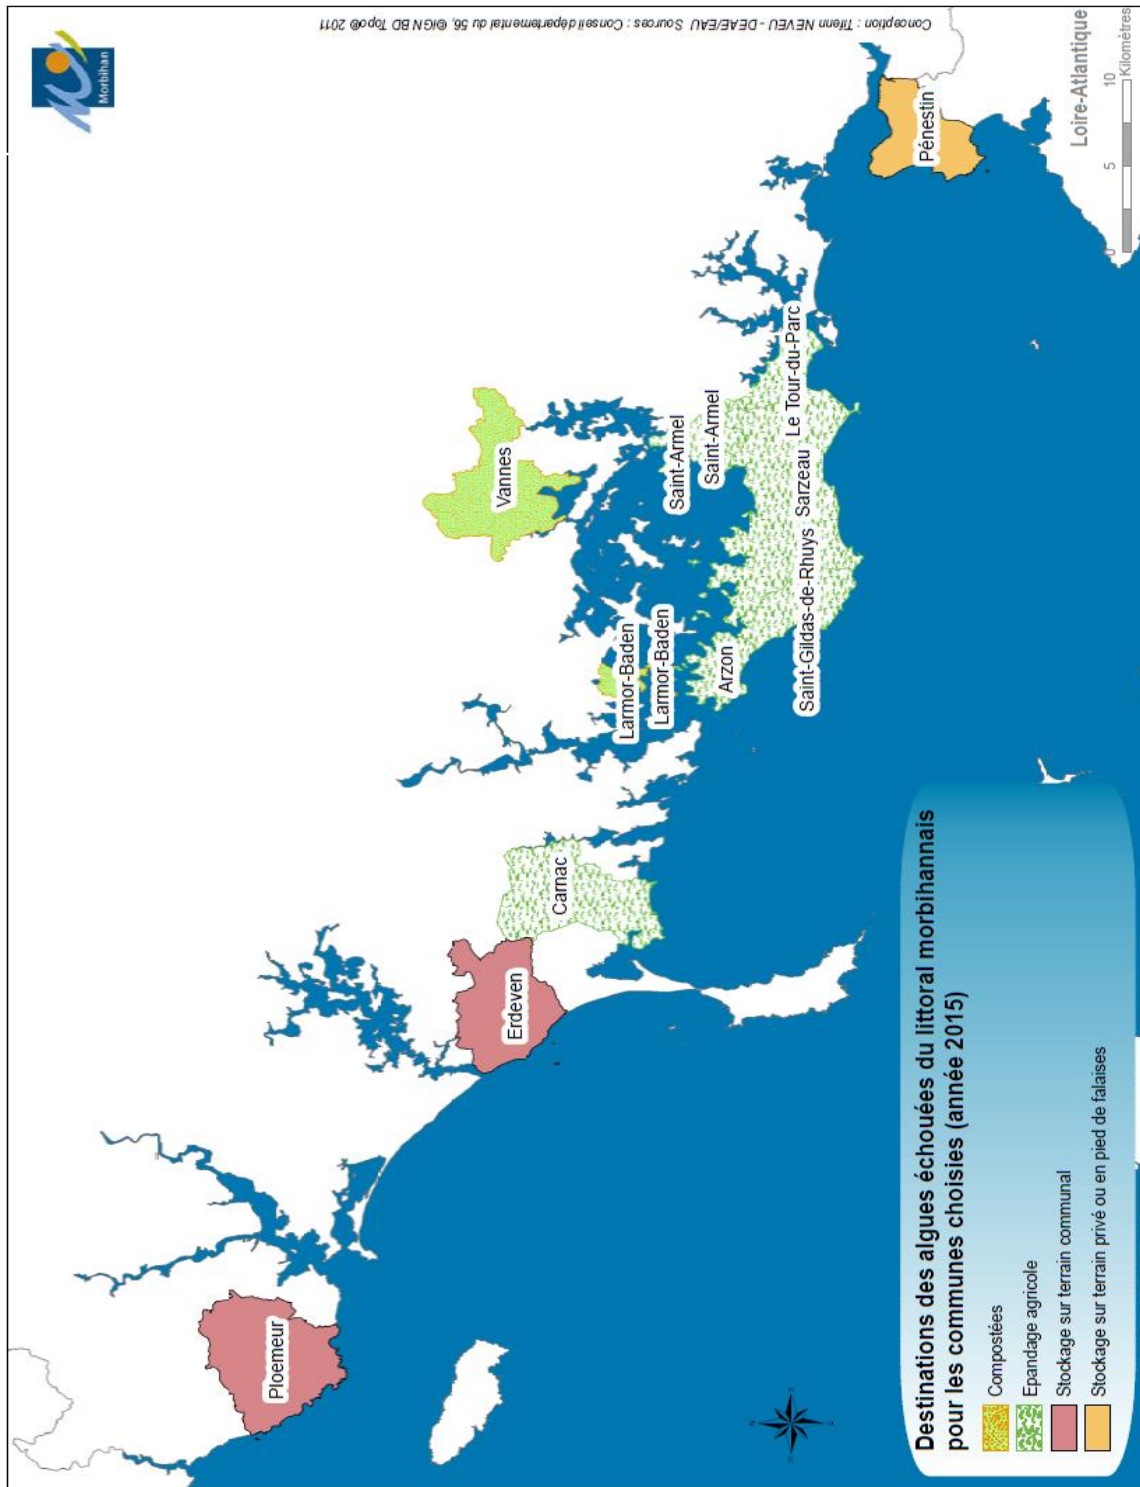 Morbihan
Conception : Tifenn NEVEU - DEAE/EAU Sources : Conseil départemental du 56, ©IGN BD Topo® 2011
Ploemeur
Erdeven
Carnac
Vannes
Larmor-Baden
Larmor-Baden
Arzon
Saint-Armel
Saint-Armel
Saint-Gildas-de-Rhuys
Sarzeau
Le Tour-du-Parc
Pénestin
Loire-Atlantique
0 5 10
Kilomètres
Destinations des algues échouées du littoral morbihannais
pour les communes choisies (année 2015)
Compostées
Epandage agricole
Stockage sur terrain communal
Stockage sur terrain privé ou en pied de falaises